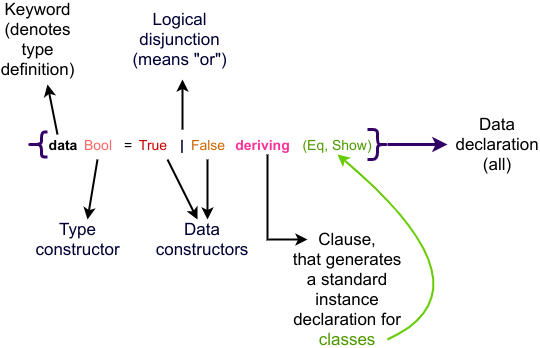 Keyword
(denotes
type
definition)
Logical
disjunction
(means "or")
{ data Bool = True | False deriving (Eq, Show) }
Data
declaration
(all)
Type
constructor
Data
constructors
Clause,
that generates
a standard
instance
declaration for
classes